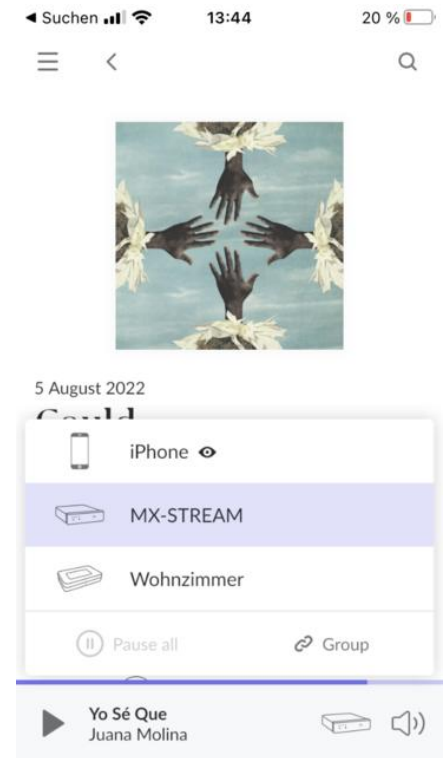 ◄ Suchen 13:44 20 %
5 August 2022
Gould
iPhone
MX-STREAM
Wohnzimmer
Pause all Group
Yo Sé Que
Juana Molina